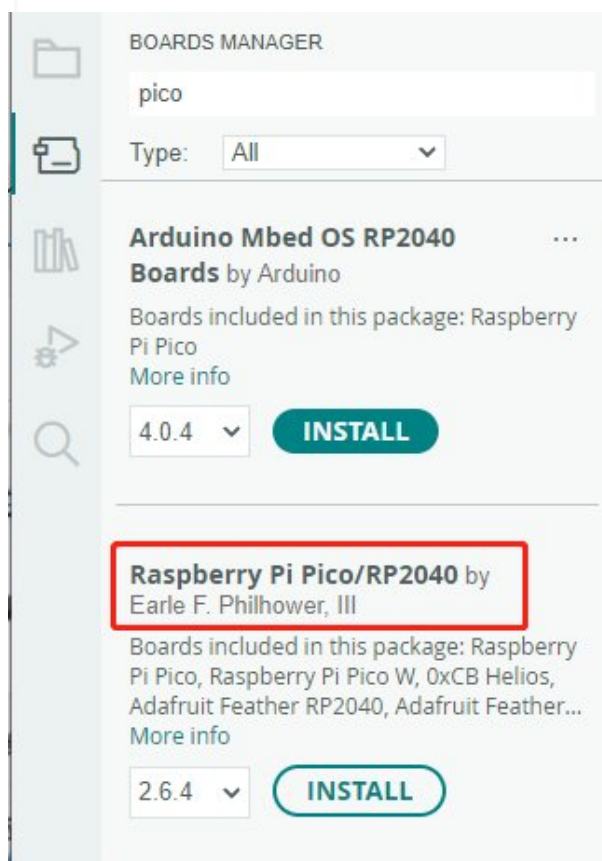 BOARDS MANAGER
pico
Type: All
Arduino Mbed OS RP2040
Boards by Arduino
Boards included in this package: Raspberry
Pi Pico
More info
4.0.4 INSTALL
Raspberry Pi Pico/RP2040 by
Earle F. Philhower, III
Boards included in this package: Raspberry
Pi Pico, Raspberry Pi Pico W, 0xCB Helios,
Adafruit Feather RP2040, Adafruit Feather...
More info
2.6.4 INSTALL